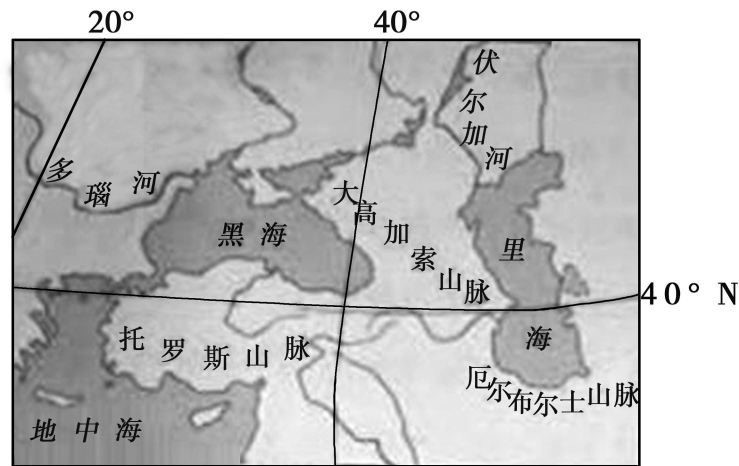 20°
40°
伏尔加河
多瑙河
大高加索山脉
黑海
里海
40° N
托罗斯山脉
厄尔布尔士山脉
地中海